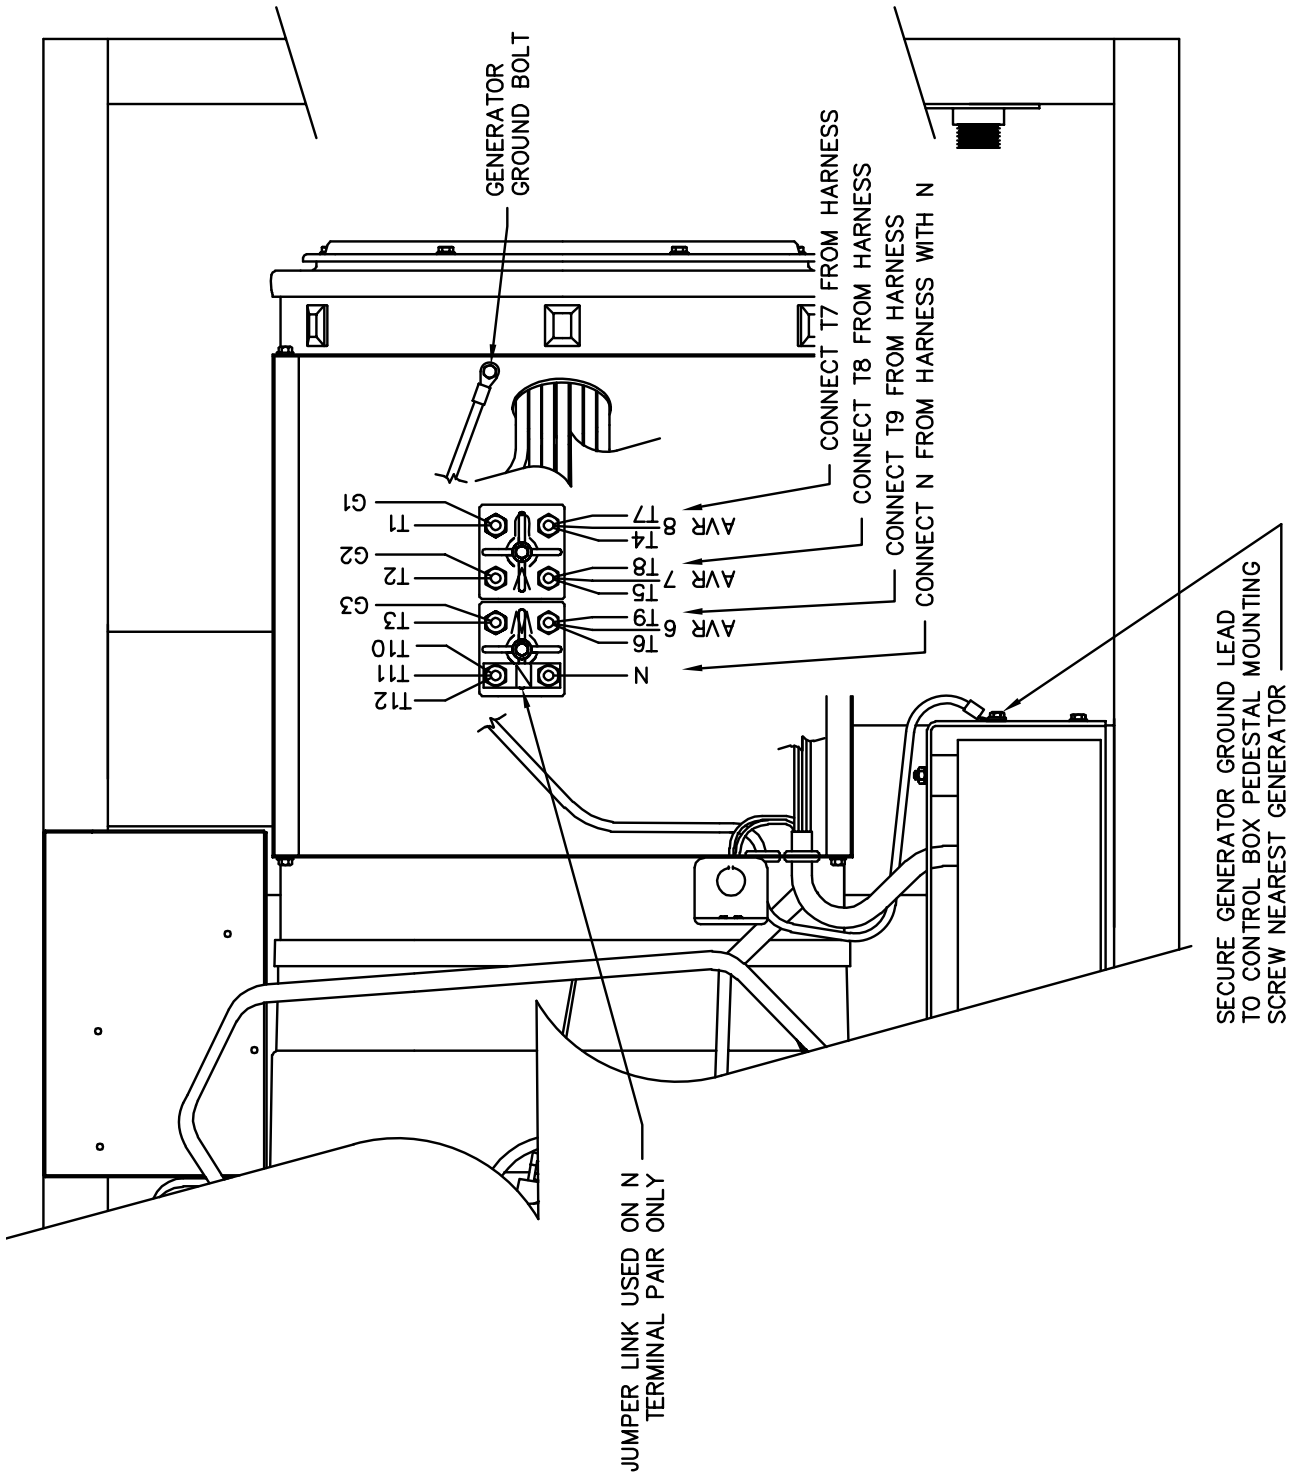 GENERATOR
GROUND BOLT
CONNECT T7 FROM HARNESS
CONNECT T8 FROM HARNESS
CONNECT T9 FROM HARNESS
CONNECT N FROM HARNESS WITH N
G1
T1
G2
T2
G3
T3
T10
T11
T12
T7
AVR 8
T4
T8
AVR 7
T5
T9
AVR 6
T6
N
N
JUMPER LINK USED ON N
TERMINAL PAIR ONLY
SECURE GENERATOR GROUND LEAD
TO CONTROL BOX PEDESTAL MOUNTING
SCREW NEAREST GENERATOR